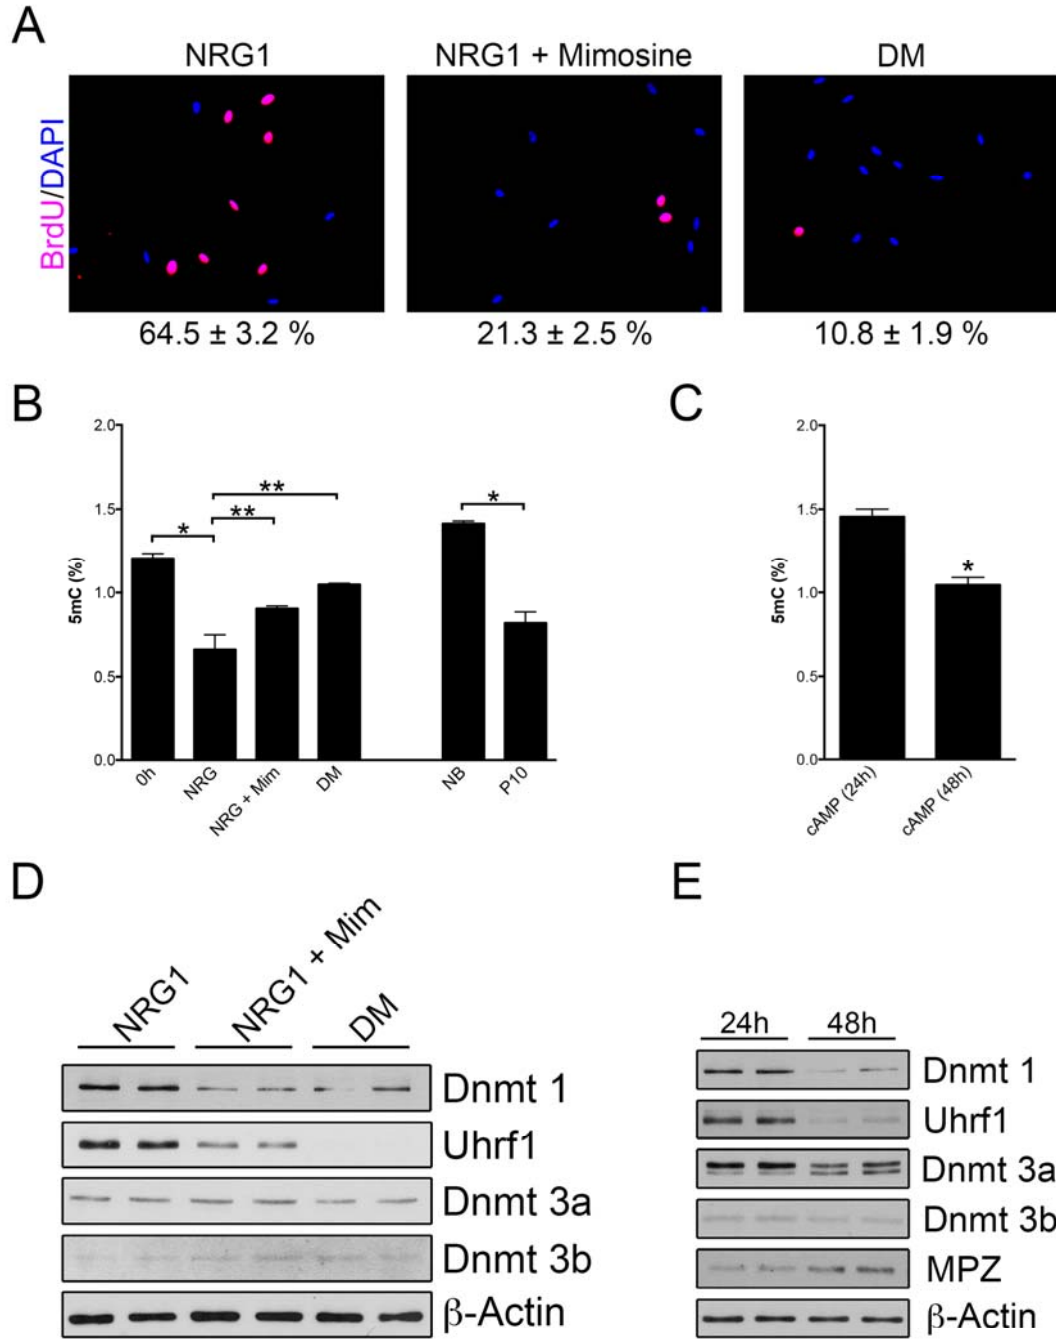 A
NRG1
NRG1 + Mimosine
DM
BrdU/DAPI
64.5 ± 3.2 %
21.3 ± 2.5 %
10.8 ± 1.9 %
B
5mC (%)
2.0
1.5
1.0
0.5
0.0
*
**
**
*
0h
NRG
NRG + Mim
DM
NB
P10
C
5mC (%)
2.0
1.5
1.0
0.5
0.0
*
cAMP (24h)
cAMP (48h)
D
NRG1
NRG1 + Mim
DM
Dnmt 1
Uhrf1
Dnmt 3a
Dnmt 3b
β-Actin
E
24h
48h
Dnmt 1
Uhrf1
Dnmt 3a
Dnmt 3b
MPZ
β-Actin